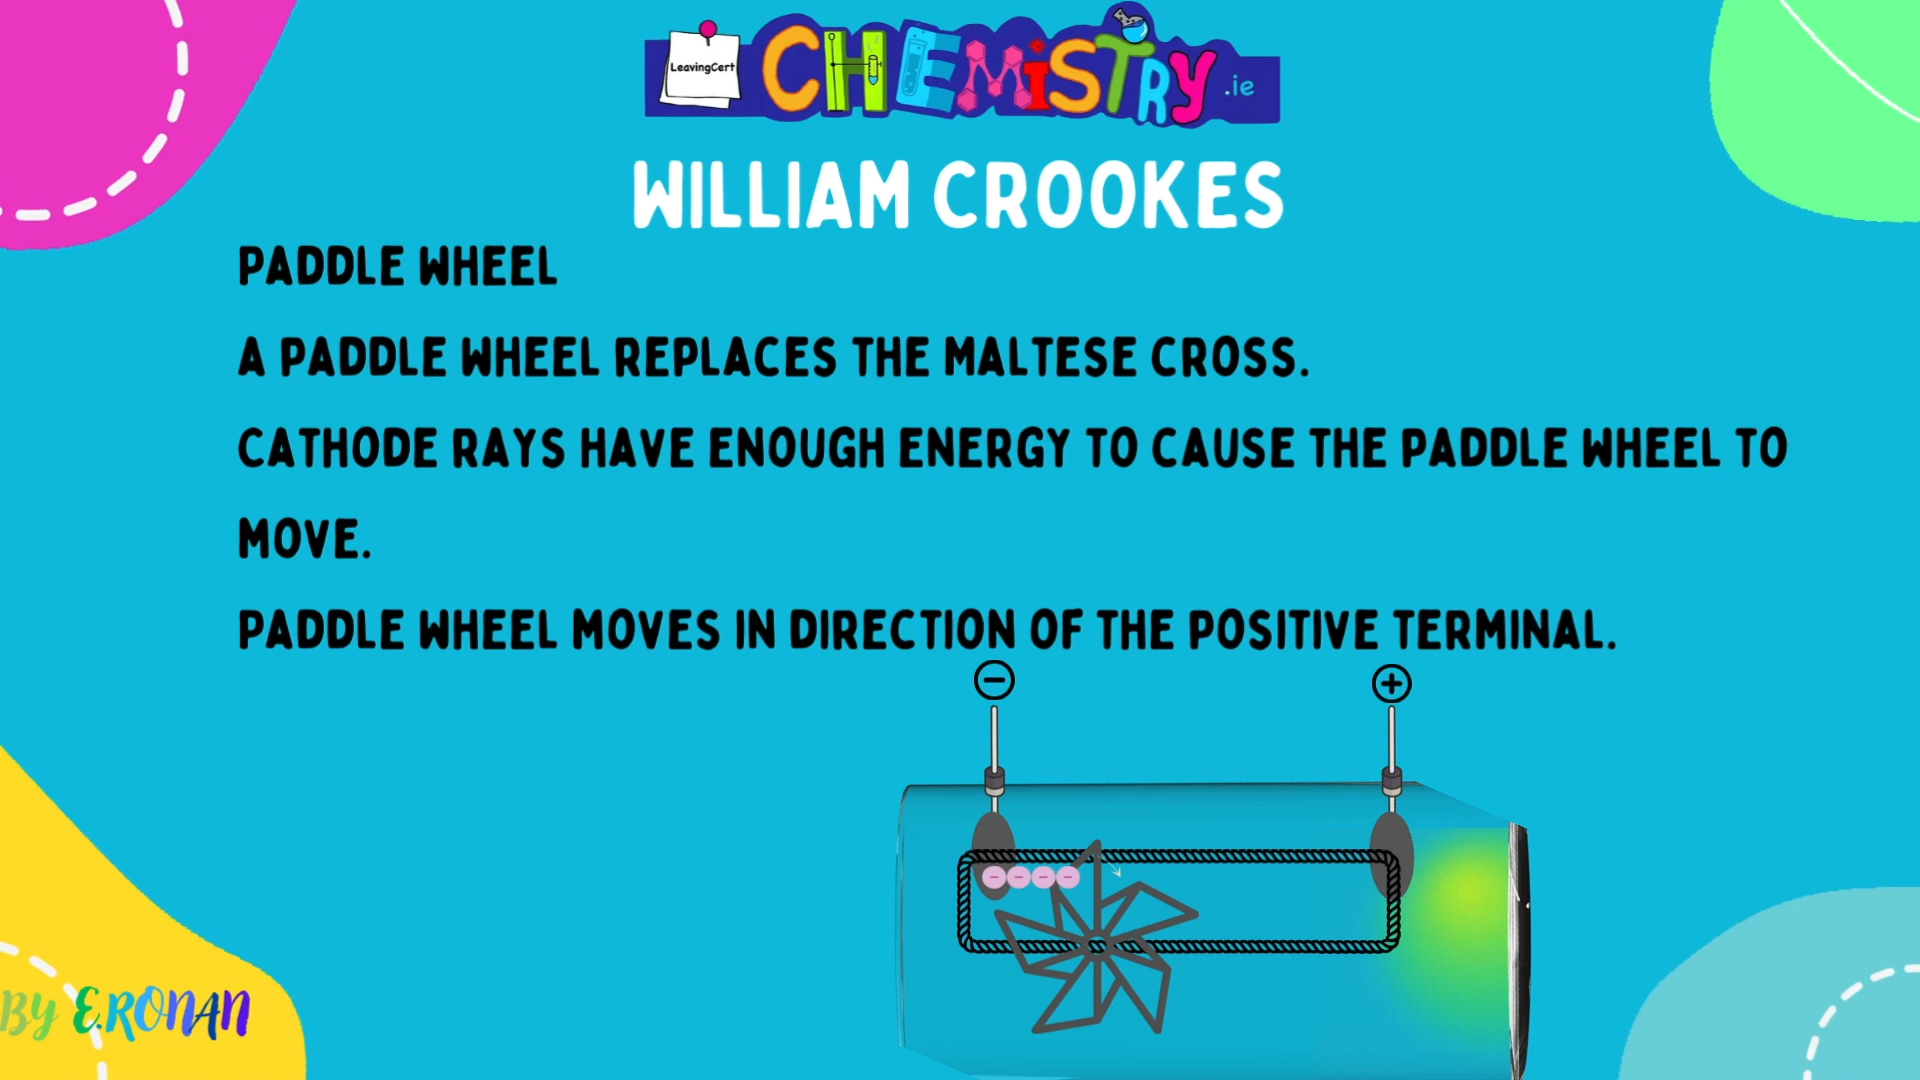 LeavingCert
CHEMiSTRY.ie
WILLIAM CROOKES
PADDLE WHEEL
A PADDLE WHEEL REPLACES THE MALTESE CROSS.
CATHODE RAYS HAVE ENOUGH ENERGY TO CAUSE THE PADDLE WHEEL TO
MOVE.
PADDLE WHEEL MOVES IN DIRECTION OF THE POSITIVE TERMINAL.
− +
− − − −
BY E.RONAN